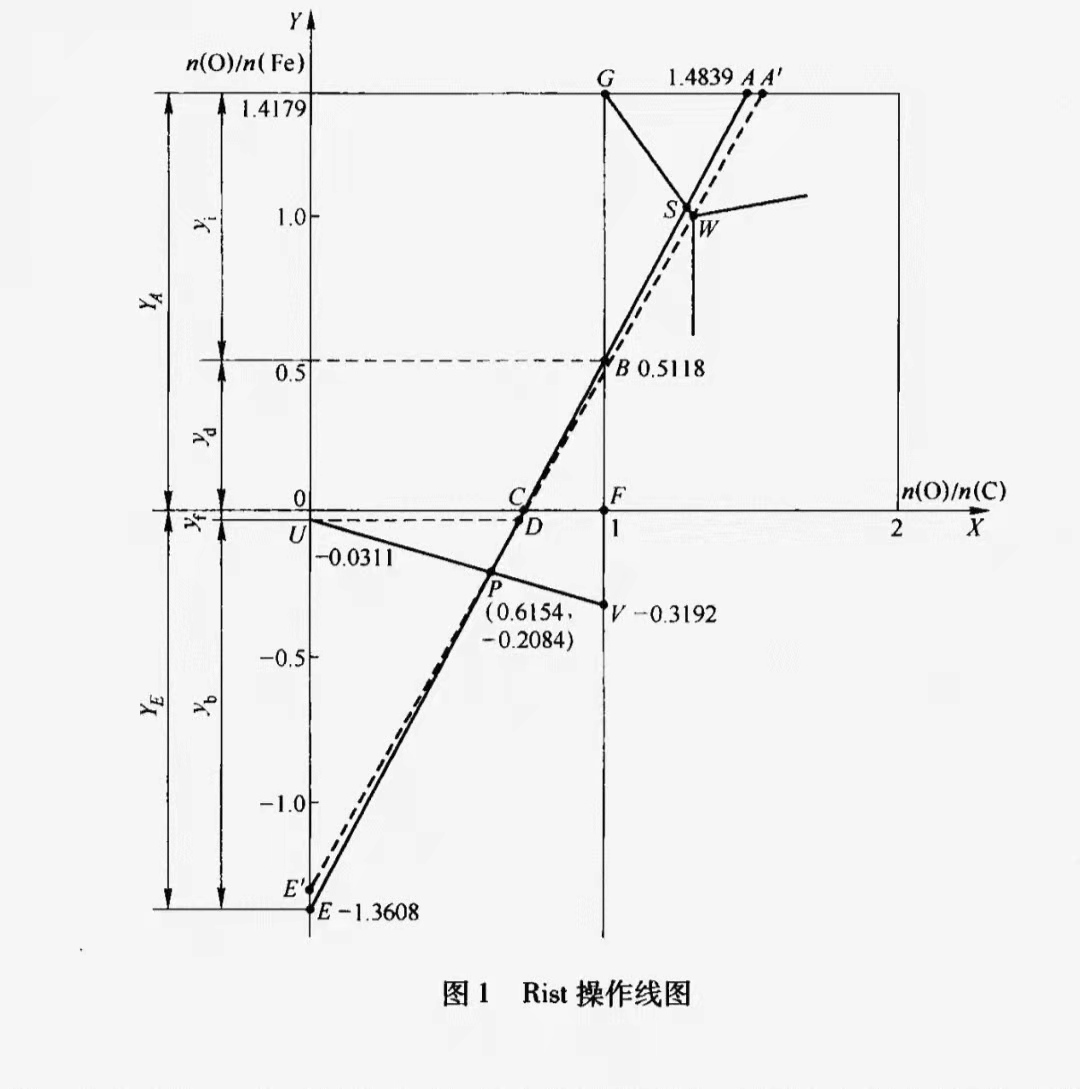 Y
n(O)/n(Fe)
1.4179
G
1.4839 A A′
1.0
S
W
y_i
Y_A
0.5
B 0.5118
y_d
0
C
F
n(O)/n(C)
y_f
U
D
1
2
X
−0.0311
P
(0.6154,
−0.2084)
V −0.3192
−0.5
Y_E
y_b
−1.0
E′
E −1.3608
图 1 Rist 操作线图